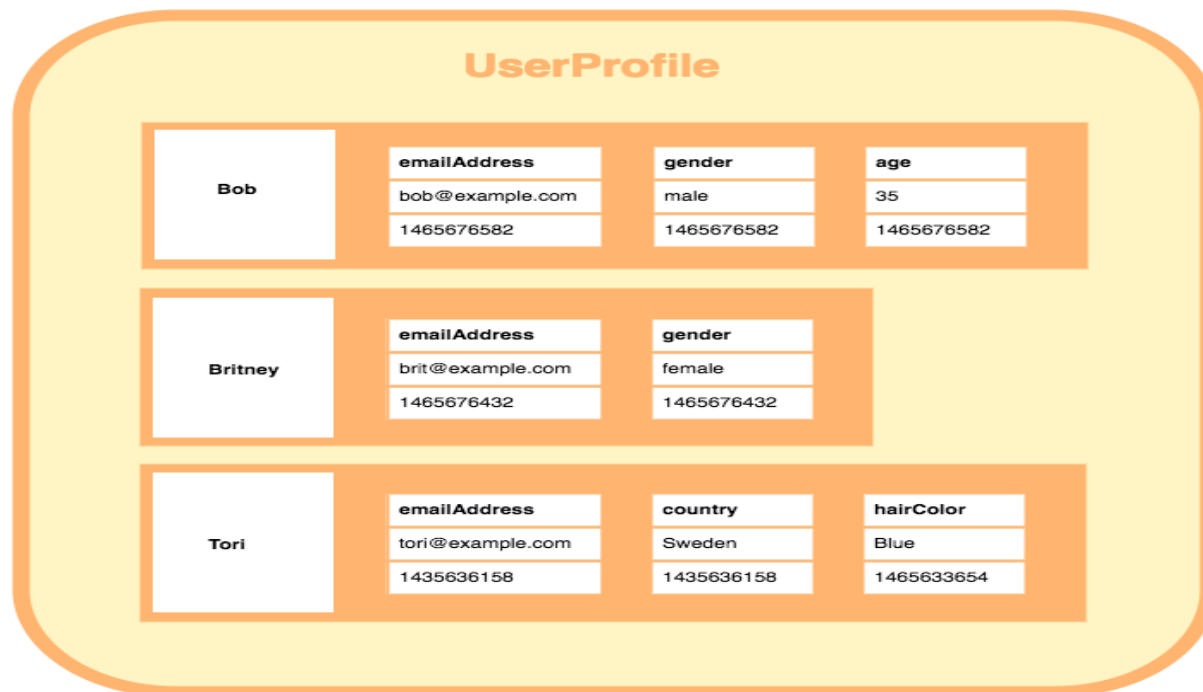 UserProfile
Bob
emailAddress gender age
bob@example.com male 35
1465676582 1465676582 1465676582
Britney
emailAddress gender
brit@example.com female
1465676432 1465676432
Tori
emailAddress country hairColor
tori@example.com Sweden Blue
1435636158 1435636158 1465633654